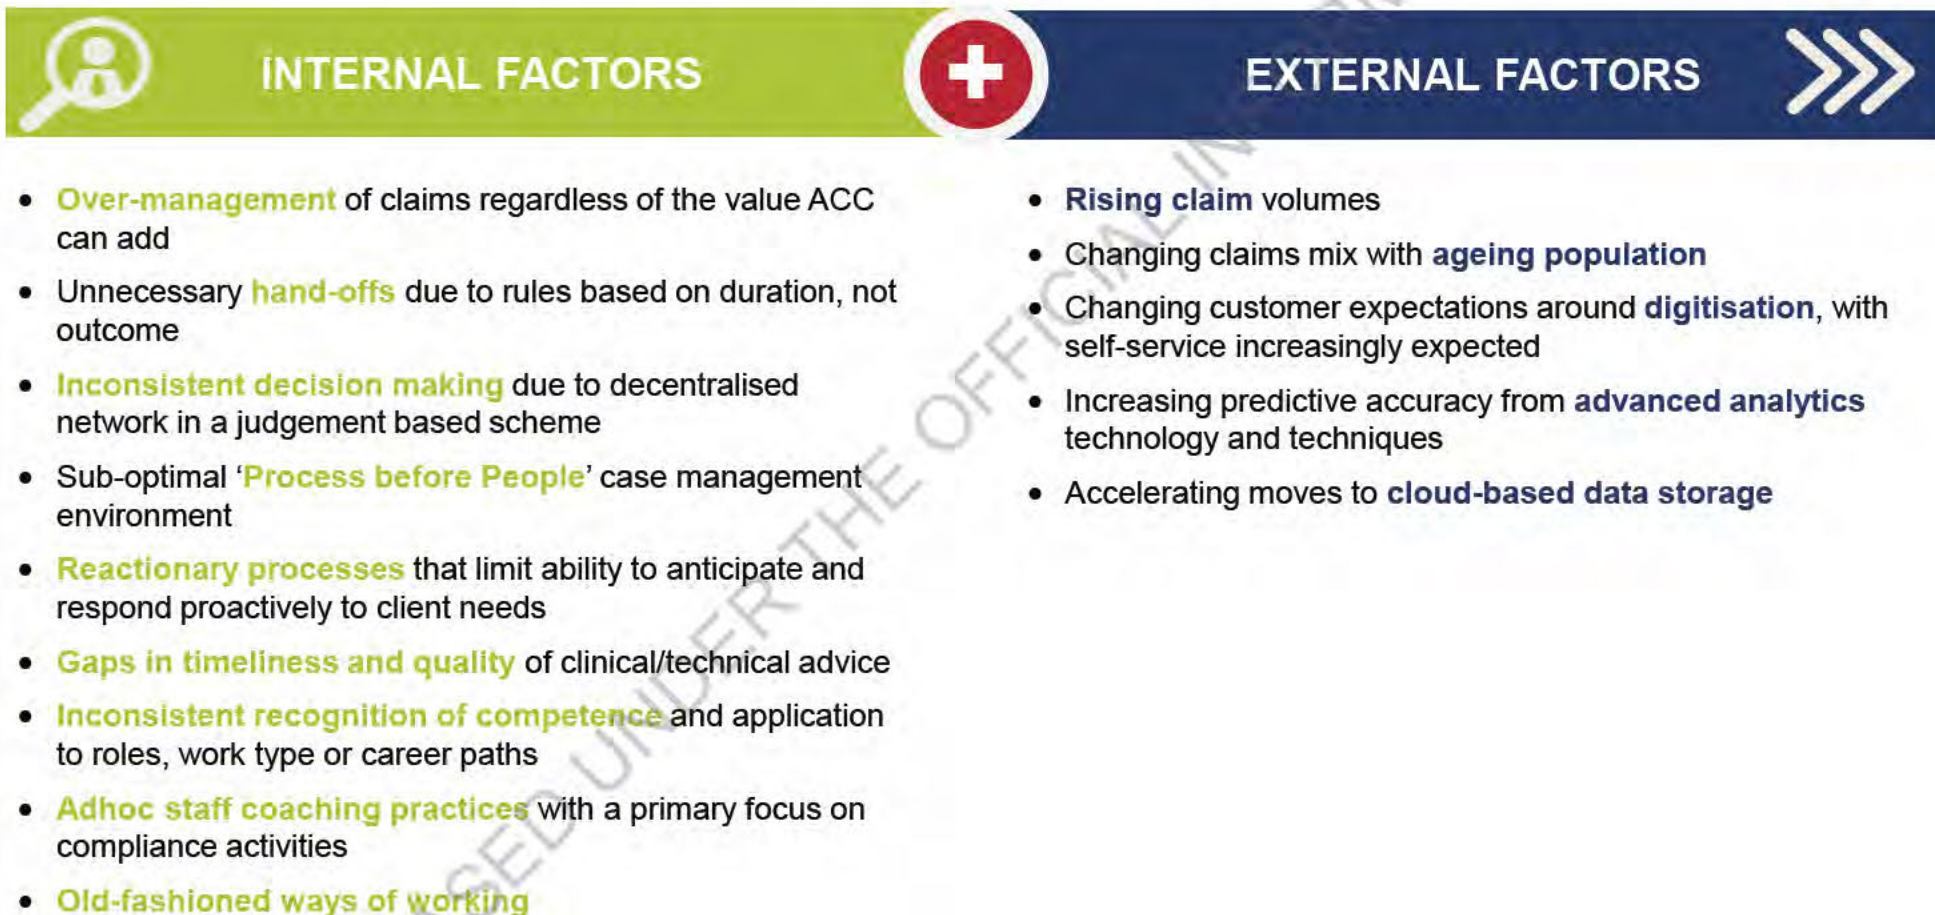 INTERNAL FACTORS
• Over-management of claims regardless of the value ACC
can add
• Unnecessary hand-offs due to rules based on duration, not
outcome
• Inconsistent decision making due to decentralised
network in a judgement based scheme
• Sub-optimal ‘Process before People’ case management
environment
• Reactionary processes that limit ability to anticipate and
respond proactively to client needs
• Gaps in timeliness and quality of clinical/technical advice
• Inconsistent recognition of competence and application
to roles, work type or career paths
• Adhoc staff coaching practices with a primary focus on
compliance activities
• Old-fashioned ways of working
EXTERNAL FACTORS
• Rising claim volumes
• Changing claims mix with ageing population
• Changing customer expectations around digitisation, with
self-service increasingly expected
• Increasing predictive accuracy from advanced analytics
technology and techniques
• Accelerating moves to cloud-based data storage
UNDER THE OFFICIAL